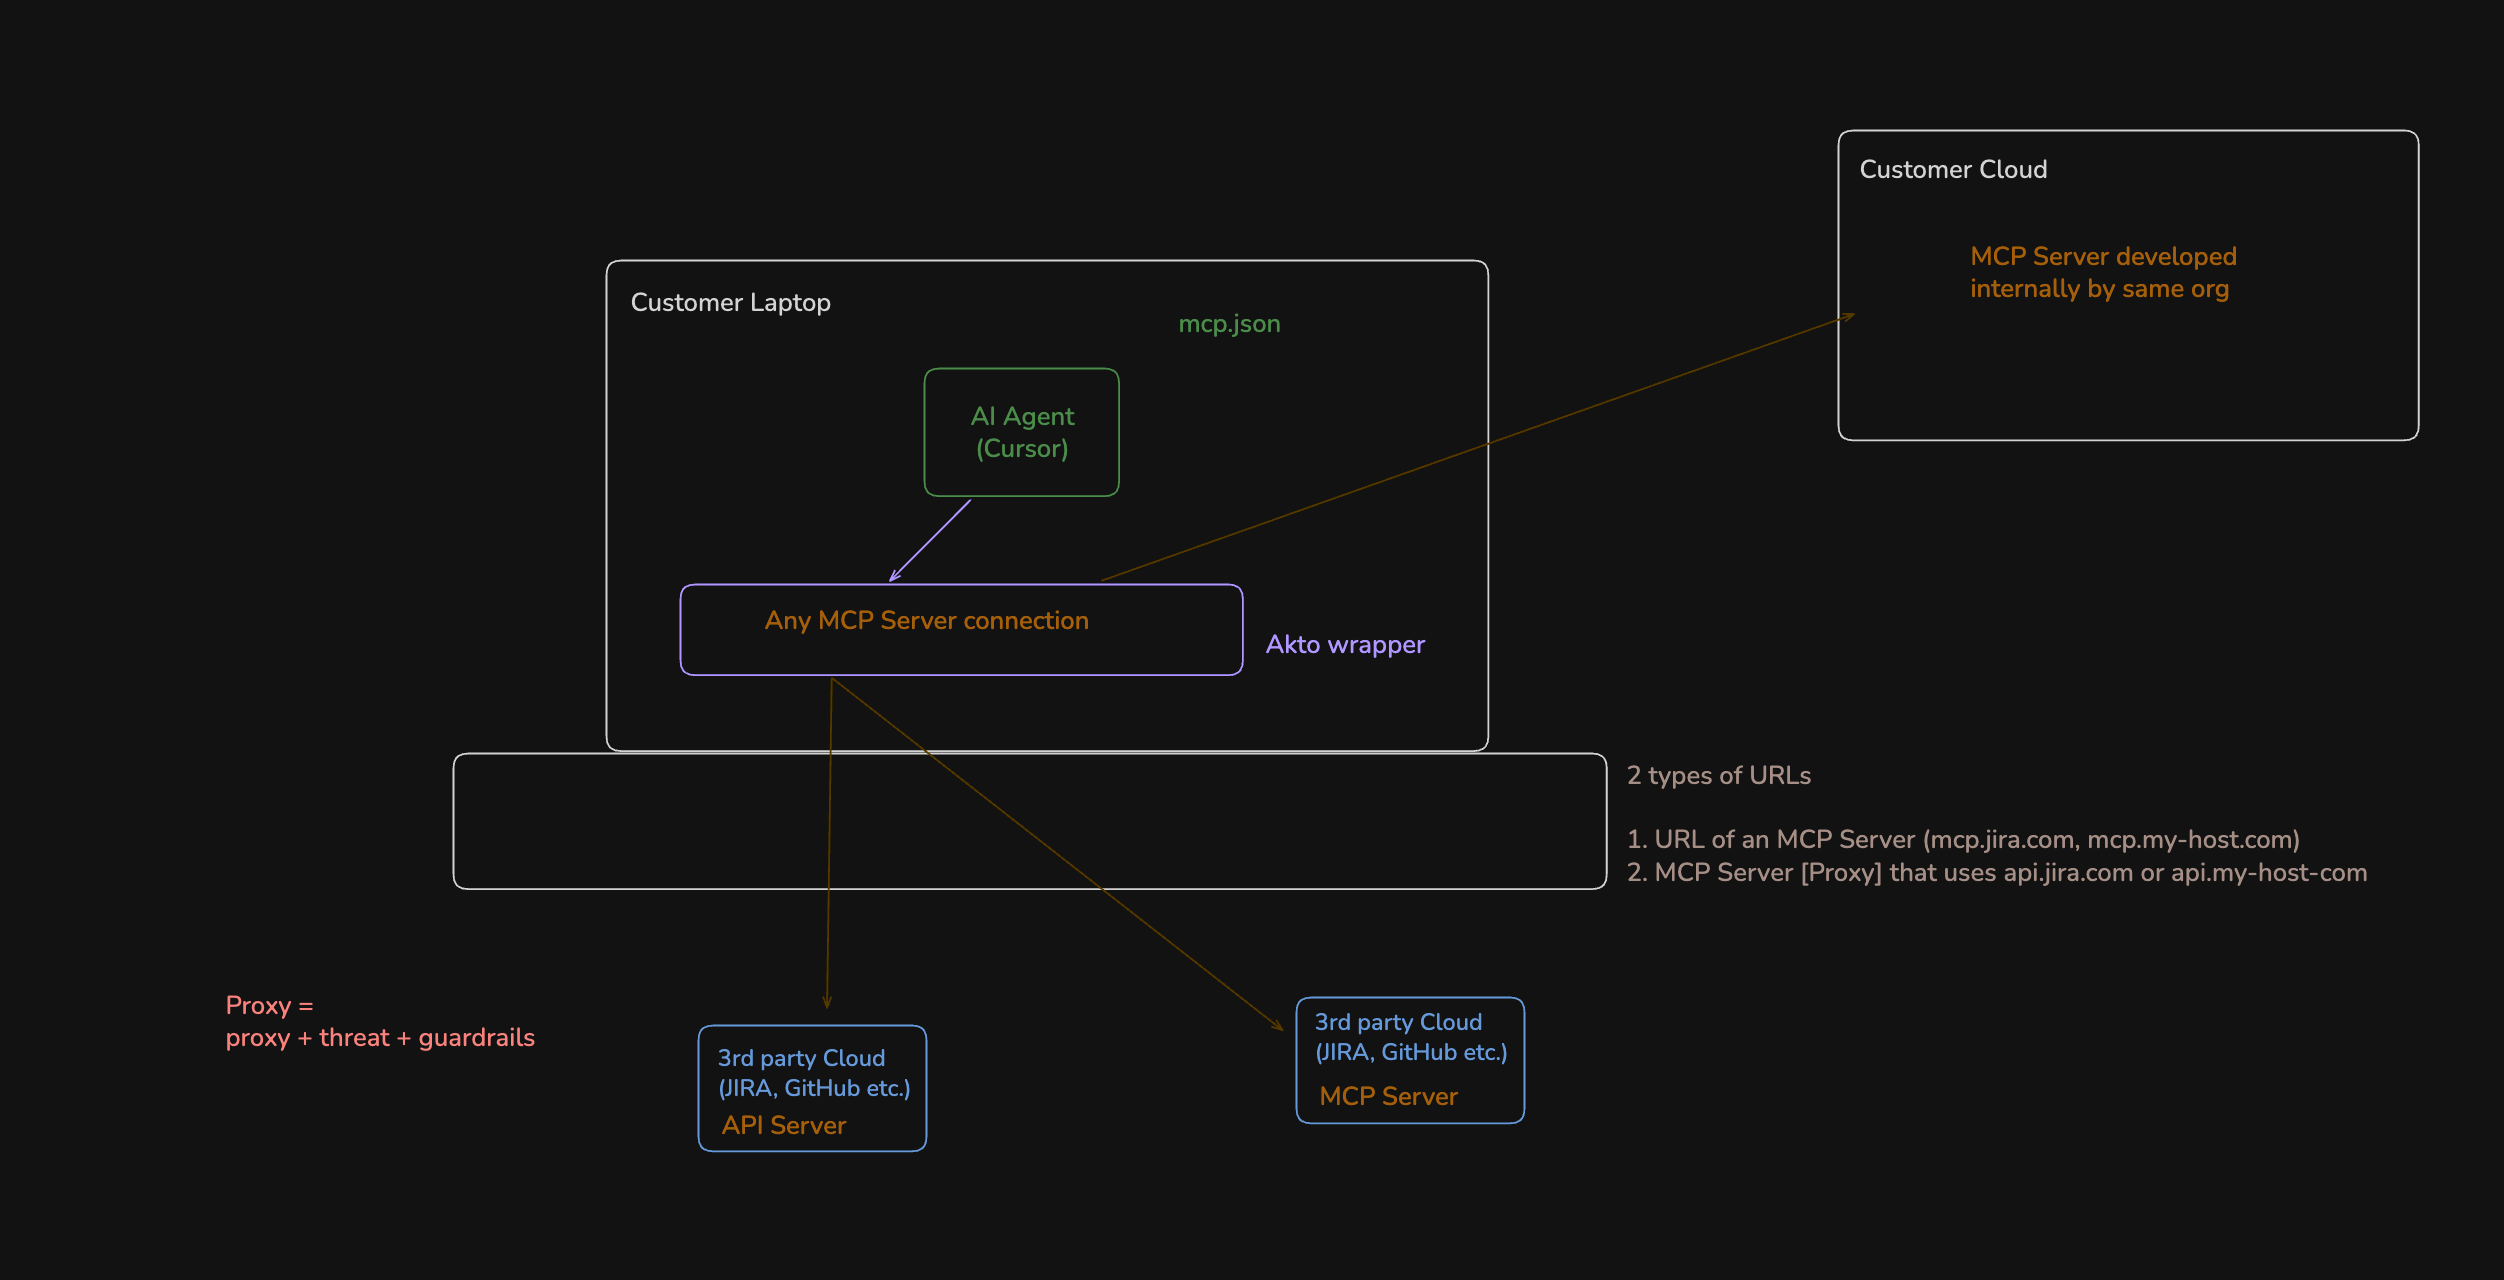 Customer Cloud
MCP Server developed
internally by same org
Customer Laptop
mcp.json
AI Agent
(Cursor)
Any MCP Server connection
Akto wrapper
2 types of URLs
1. URL of an MCP Server (mcp.jira.com, mcp.my-host.com)
2. MCP Server [Proxy] that uses api.jira.com or api.my-host-com
Proxy =
proxy + threat + guardrails
3rd party Cloud
(JIRA, GitHub etc.)
API Server
3rd party Cloud
(JIRA, GitHub etc.)
MCP Server